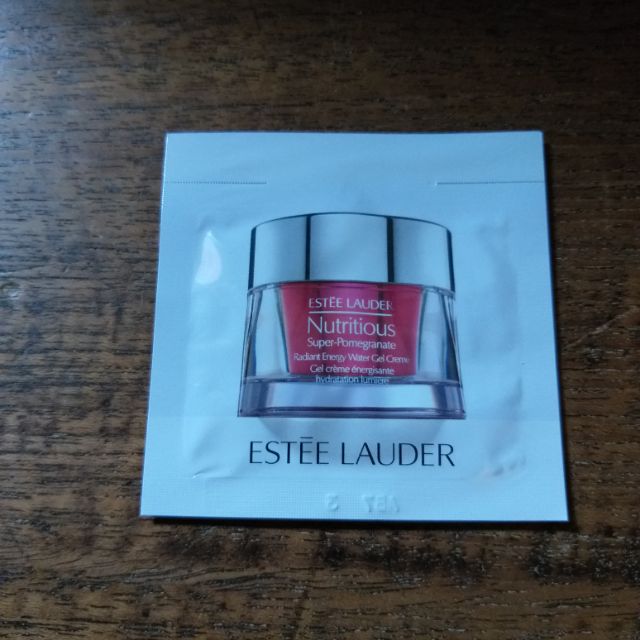 ESTĒE LAUDER
Nutritious
Super-Pomegranate
Radiant Energy Water Gel Creme
Gel crème énergisante
hydratation lumière
ESTĒE LAUDER